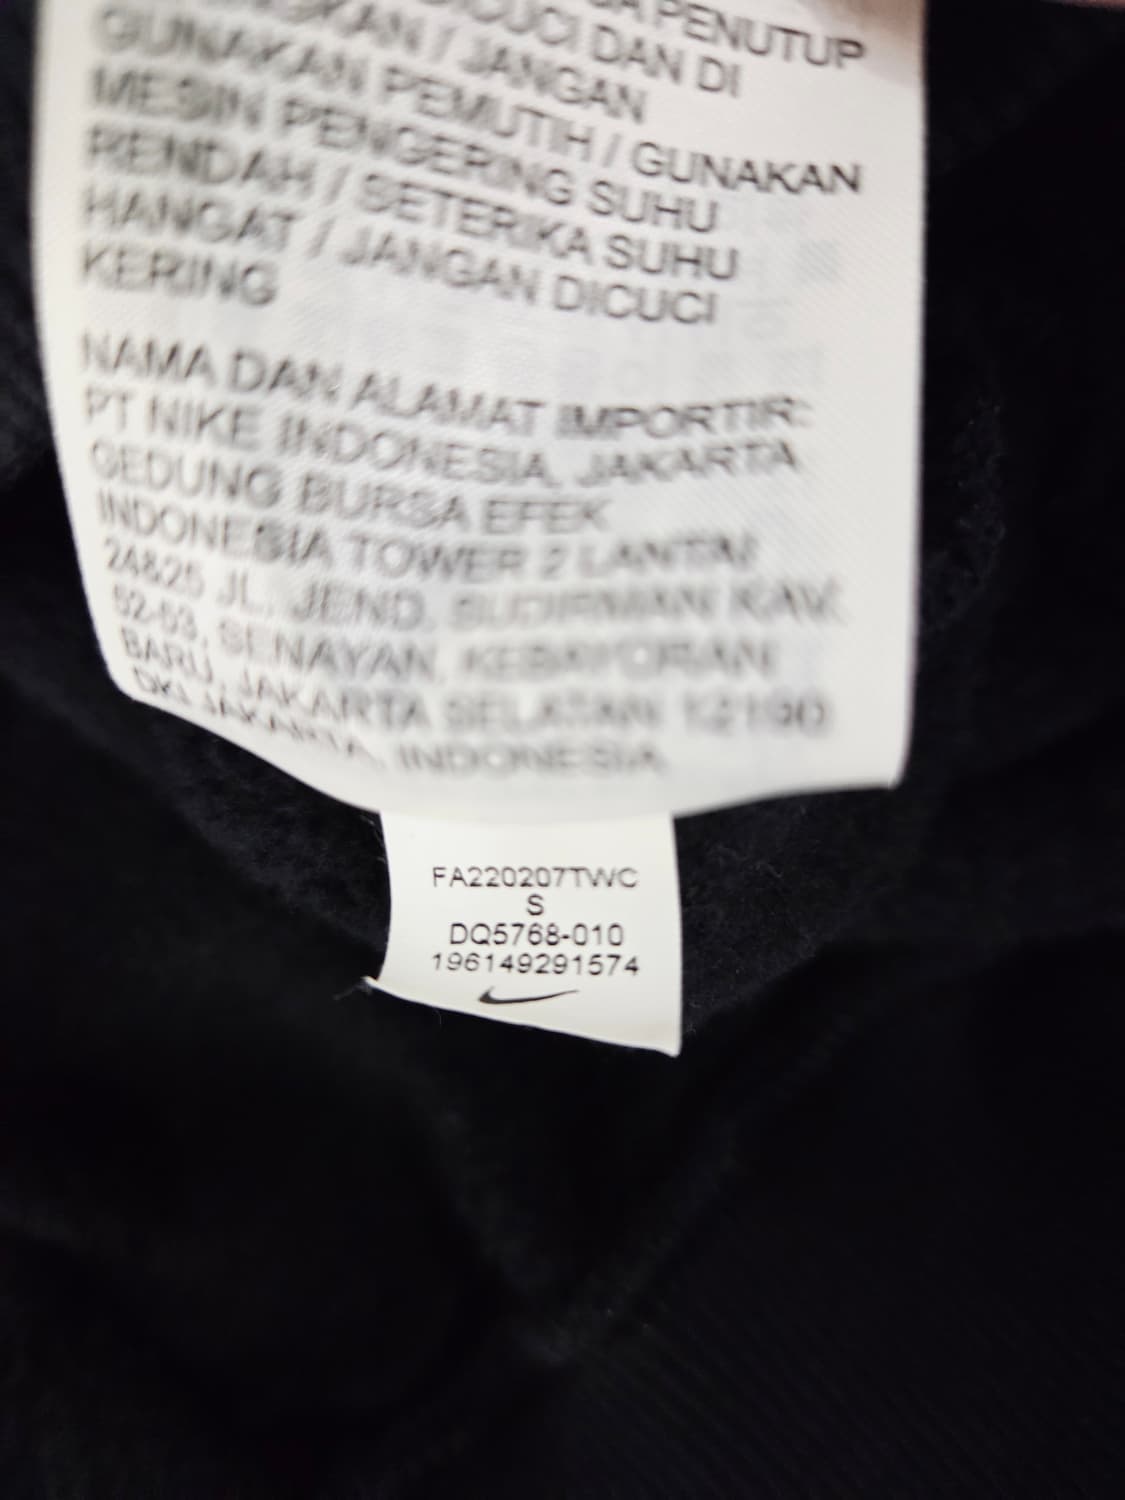 PENUTUP
DICUCI DAN DI
/ JANGAN
GUNAKAN PEMUTIH / GUNAKAN
MESIN PENGERING SUHU
RENDAH / SETERIKA SUHU
HANGAT / JANGAN DICUCI
KERING
NAMA DAN ALAMAT IMPORTIR:
PT NIKE INDONESIA, JAKARTA
GEDUNG BURSA EFEK
INDONESIA TOWER 2 LANTAI
24&25 JL. JEND. SUDIRMAN KAV.
52-53, SENAYAN, KEBAYORAN
BARU, JAKARTA SELATAN 12190
DKI JAKARTA, INDONESIA
FA220207TWC
S
DQ5768-010
196149291574